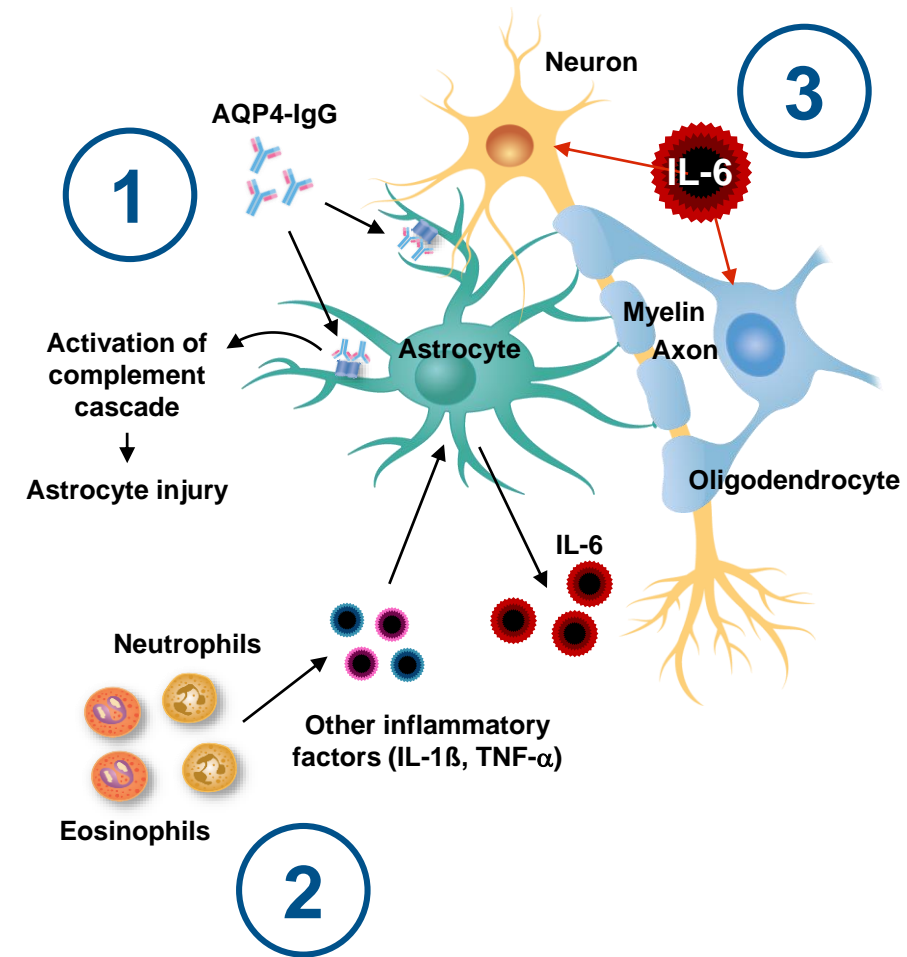 Neuron
3
AQP4-IgG
1
IL-6
Myelin
Axon
Astrocyte
Activation of
complement
cascade
Astrocyte injury
Oligodendrocyte
IL-6
Neutrophils
Other inflammatory
factors (IL-1ß, TNF-α)
Eosinophils
2